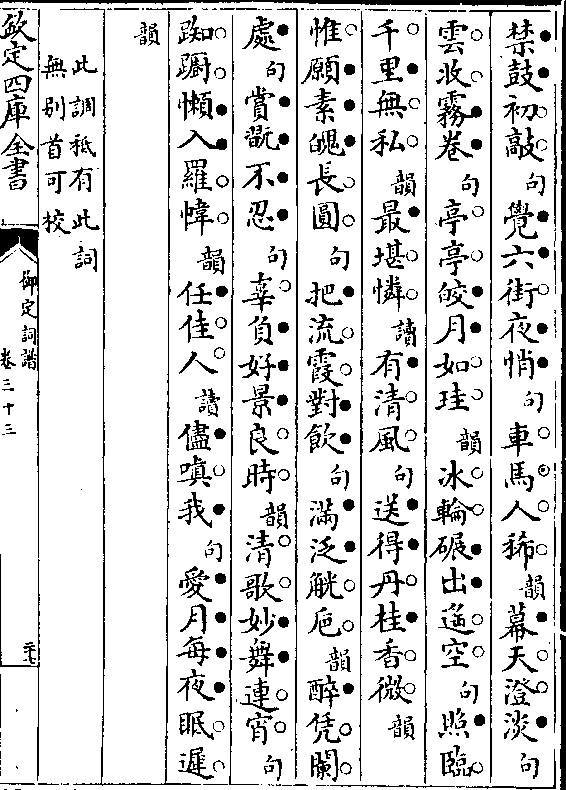 禁鼓初敲句覺六街夜悄句車馬人稀韻幕天澄淡句
雲收霧卷句亭亭皎月如珪韻冰輪碾出遥空句照臨
千里無私韻最堪憐讀有清風句送得丹桂香微韻
惟願素魄長圓句把流霞對飲句滿泛觥巵韻醉凭闌
處句賞翫不忍句辜負好景良時韻清歌妙舞連宵句
踟躕懶入羅幃韻任佳人讀儘嗔我句愛月每夜眠遲
韻
此調祗有此詞
無别首可校
欽定四庫全書
御定詞譜
卷三十三